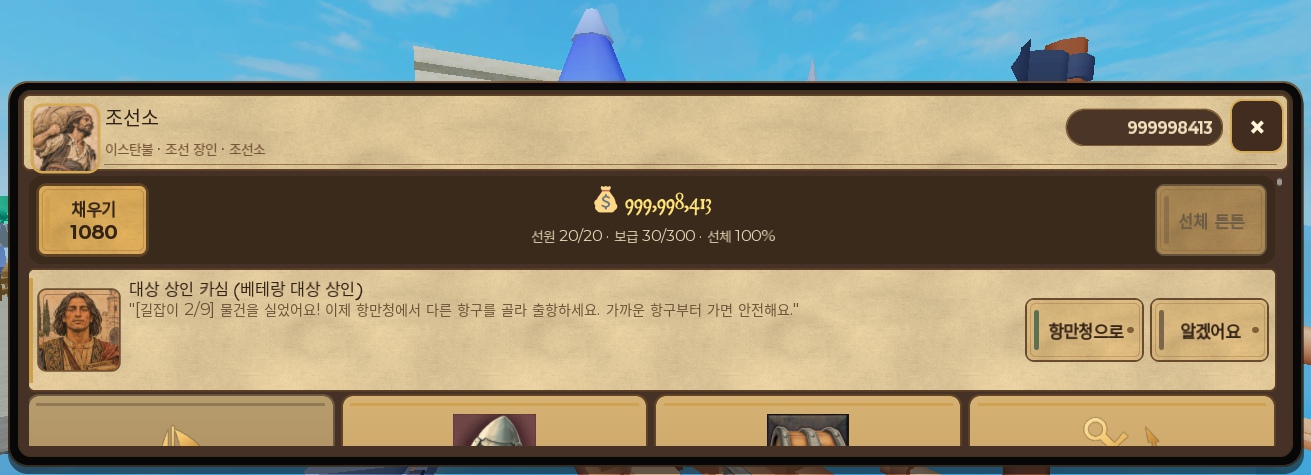 조선소
이스탄불 · 조선 장인 · 조선소
999998413
×
채우기
1080
999,998,413
선원 20/20 · 보급 30/300 · 선체 100%
선체 튼튼
대상 상인 카심 (베테랑 대상 상인)
"[길잡이 2/9] 물건을 실었어요! 이제 항만청에서 다른 항구를 골라 출항하세요. 가까운 항구부터 가면 안전해요."
항만청으로
알겠어요